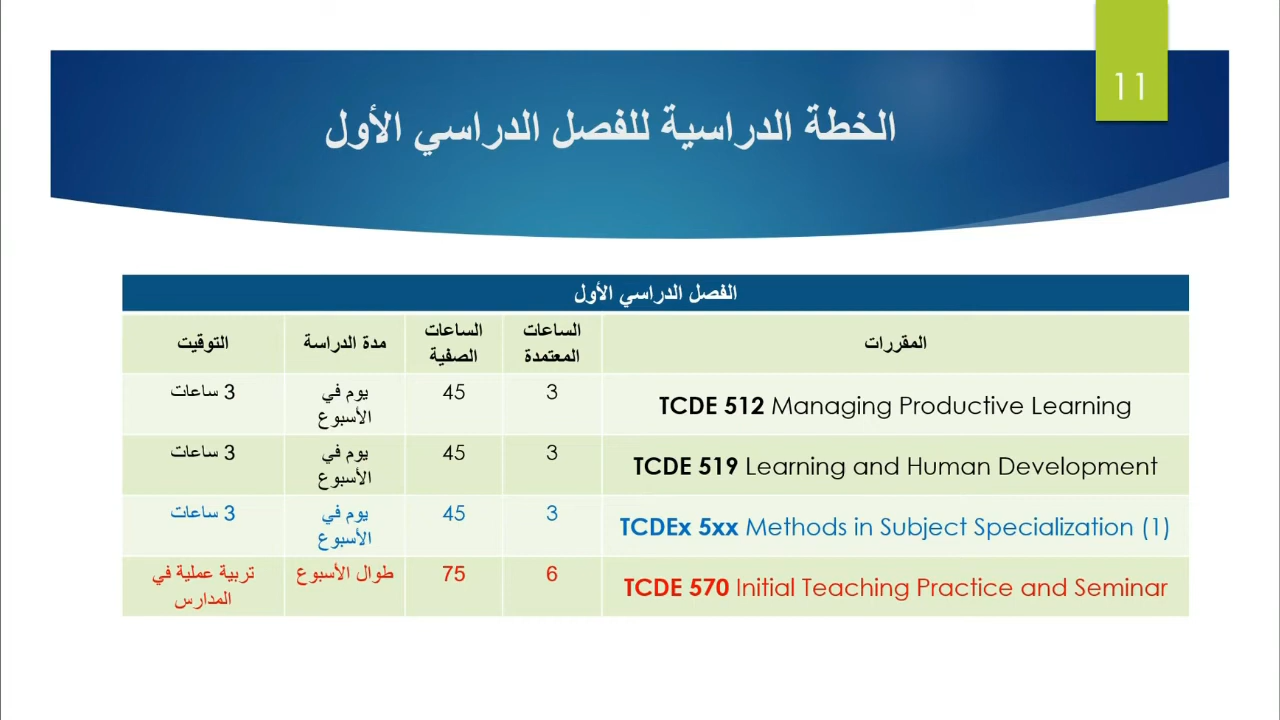 11
الخطة الدراسية للفصل الدراسي الأول
الفصل الدراسي الأول
المقررات
الساعات
المعتمدة
الساعات
الصفية
مدة الدراسة
التوقيت
TCDE 512 Managing Productive Learning
3
45
يوم في
الأسبوع
3 ساعات
TCDE 519 Learning and Human Development
3
45
يوم في
الأسبوع
3 ساعات
TCDEx 5xx Methods in Subject Specialization (1)
3
45
يوم في
الأسبوع
3 ساعات
TCDE 570 Initial Teaching Practice and Seminar
6
75
طوال الأسبوع
تربية عملية في
المدارس